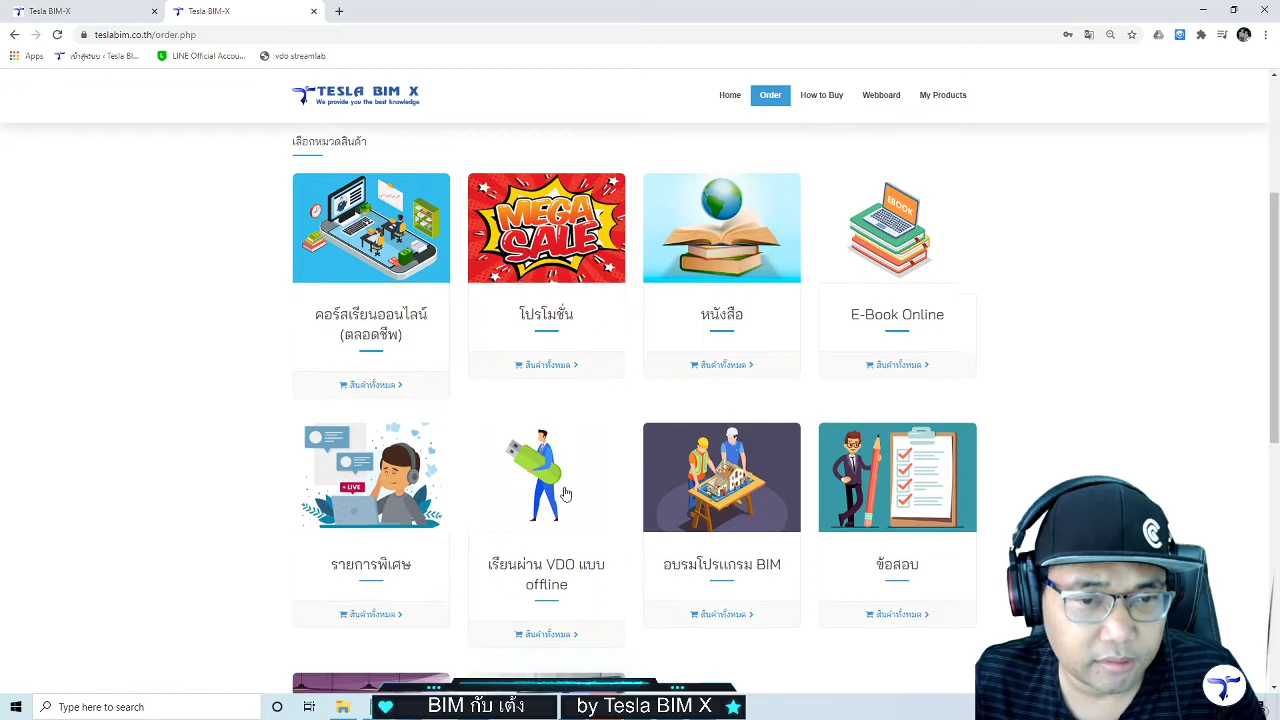 Tesla BIM-X
Tesla BIM-X
teslabim.co.th/order.php
Apps
เข้าสู่ระบบ ‹ Tesla BI...
LINE Official Accou...
vdo streamlab
TESLA BIM X
We provide you the best knowledge
Home
Order
How to Buy
Webboard
My Products
เลือกหมวดสินค้า
MEGA
SALE
EBOOK
คอร์สเรียนออนไลน์
(ตลอดชีพ)
สินค้าทั้งหมด
โปรโมชั่น
สินค้าทั้งหมด
หนังสือ
สินค้าทั้งหมด
E-Book Online
สินค้าทั้งหมด
LIVE
รายการพิเศษ
สินค้าทั้งหมด
เรียนผ่าน VDO แบบ
offline
สินค้าทั้งหมด
อบรมโปรแกรม BIM
สินค้าทั้งหมด
ข้อสอบ
สินค้าทั้งหมด
Type here to search
BIM กับ เต้ง
by Tesla BIM X